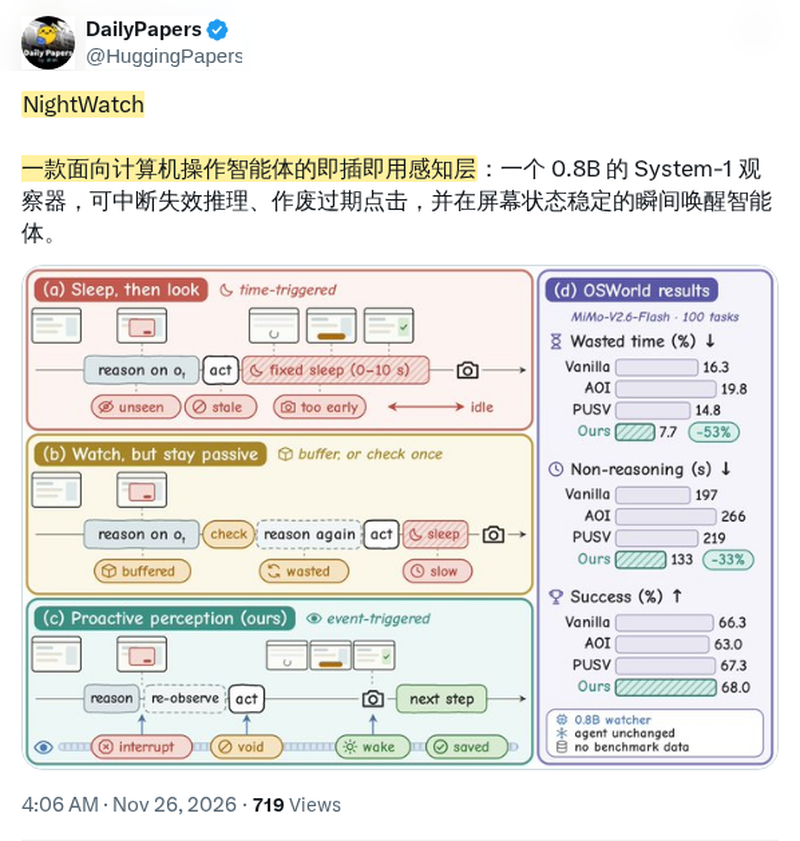 DailyPapers
@HuggingPapers
NightWatch
一款面向计算机操作智能体的即插即用感知层：一个 0.8B 的 System-1 观
察器，可中断失效推理、作废过期点击，并在屏幕状态稳定的瞬间唤醒智能
体。
(a) Sleep, then look time-triggered
reason on oₜ act fixed sleep (0–10 s)
unseen stale too early idle
(b) Watch, but stay passive buffer, or check once
reason on oₜ check reason again act sleep
buffered wasted slow
(c) Proactive perception (ours) event-triggered
reason re-observe act next step
interrupt void wake saved
(d) OSWorld results
MiMo-V2.6-Flash · 100 tasks
Wasted time (%) ↓
Vanilla 16.3
AOI 19.8
PUSV 14.8
Ours 7.7 -53%
Non-reasoning (s) ↓
Vanilla 197
AOI 266
PUSV 219
Ours 133 -33%
Success (%) ↑
Vanilla 66.3
AOI 63.0
PUSV 67.3
Ours 68.0
0.8B watcher
agent unchanged
no benchmark data
4:06 AM · Nov 26, 2026 · 719 Views